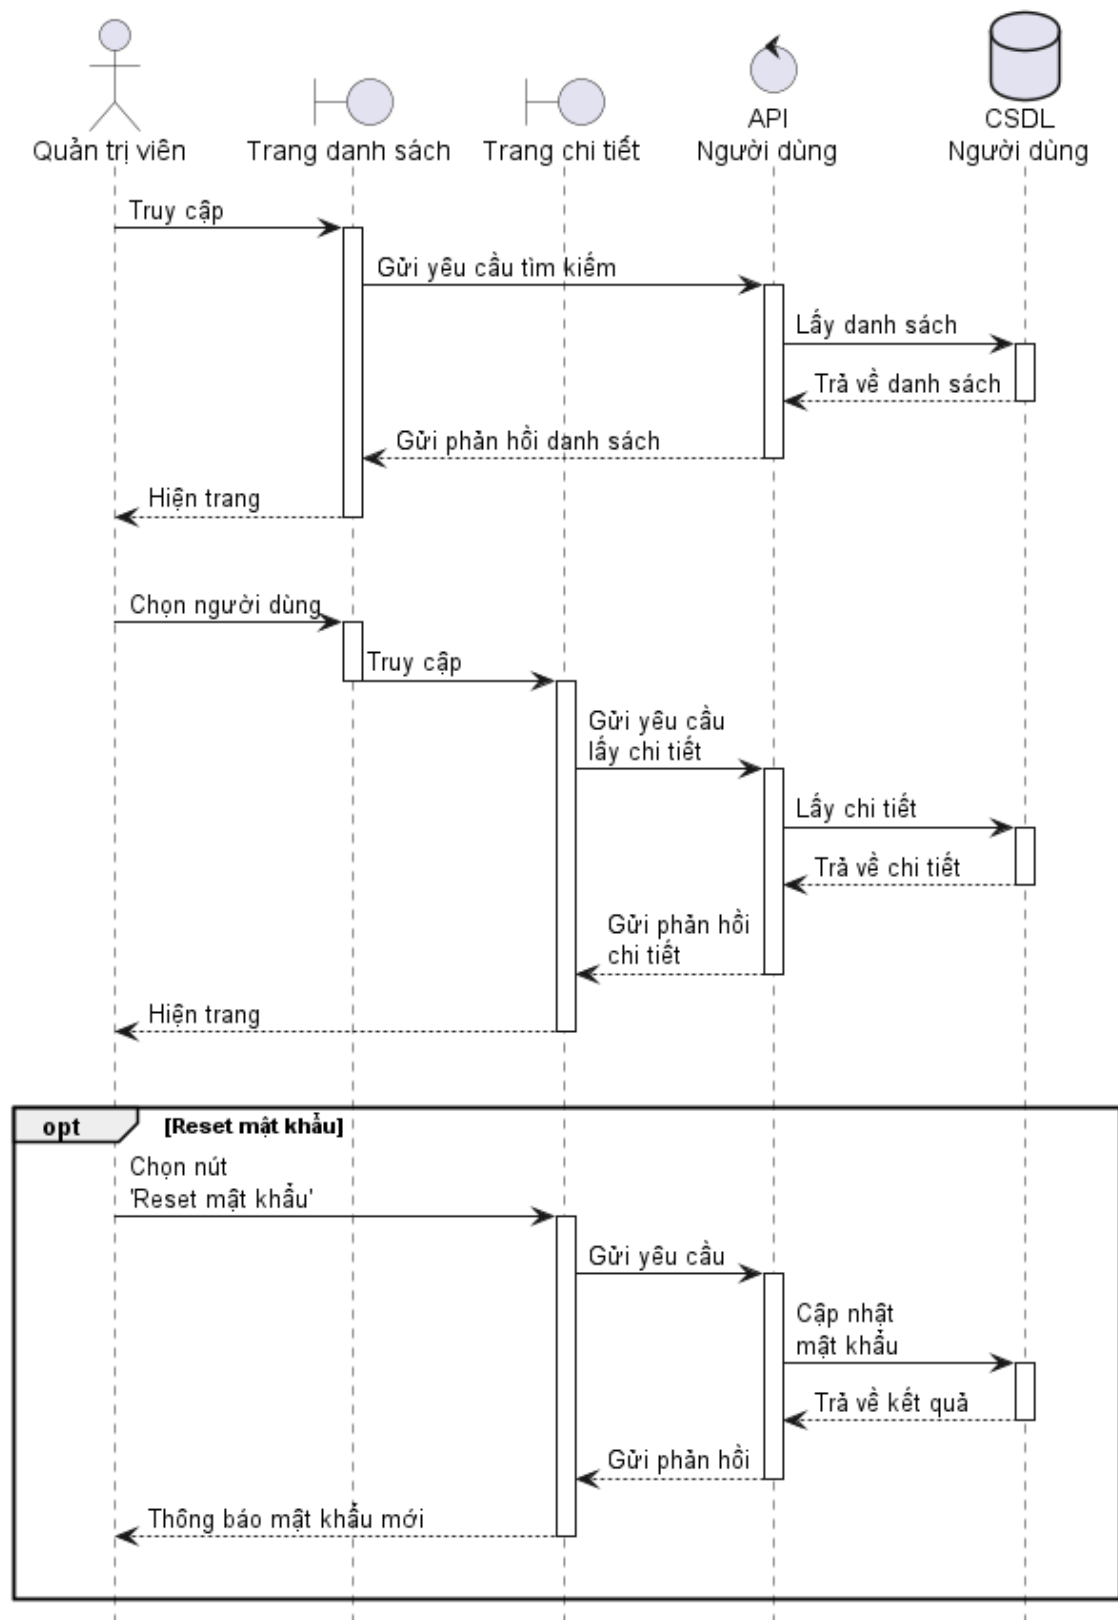 Quản trị viên
Trang danh sách
Trang chi tiết
API
Người dùng
CSDL
Người dùng
Truy cập
Gửi yêu cầu tìm kiếm
Lấy danh sách
Trả về danh sách
Gửi phản hồi danh sách
Hiện trang
Chọn người dùng
Truy cập
Gửi yêu cầu
lấy chi tiết
Lấy chi tiết
Trả về chi tiết
Gửi phản hồi
chi tiết
Hiện trang
opt
[Reset mật khẩu]
Chọn nút
'Reset mật khẩu'
Gửi yêu cầu
Cập nhật
mật khẩu
Trả về kết quả
Gửi phản hồi
Thông báo mật khẩu mới